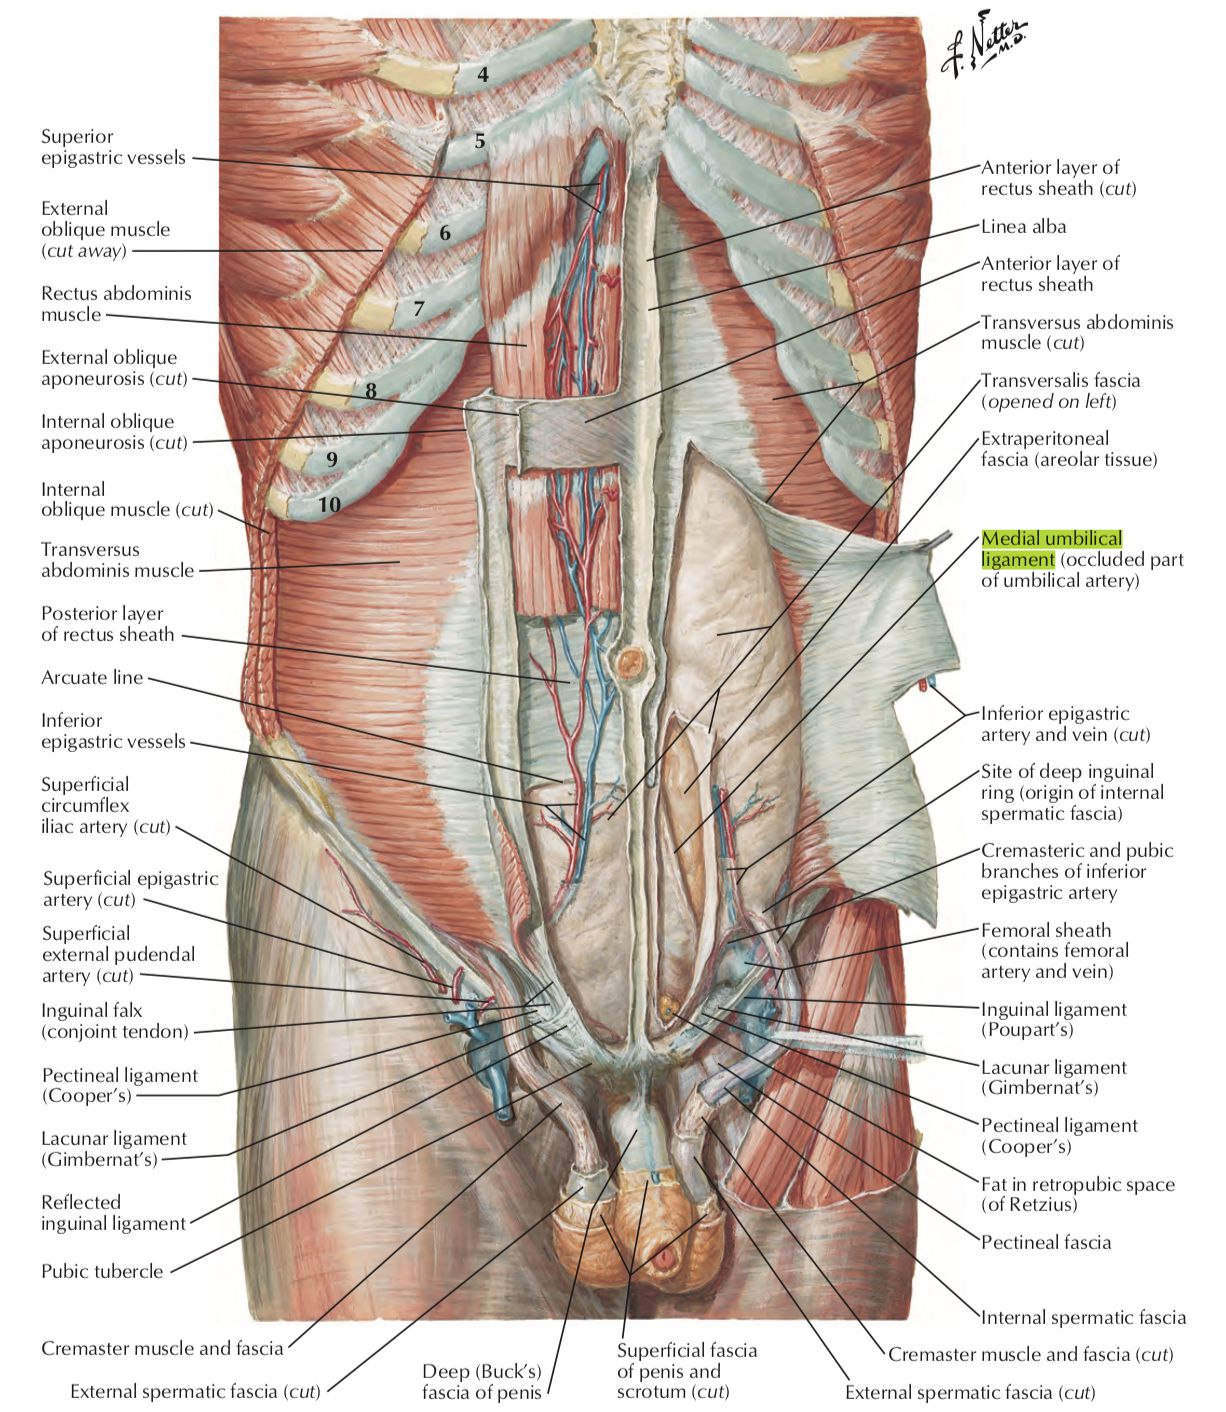 F. Netter
M.D.
4
5
6
7
8
9
10
Superior
epigastric vessels
External
oblique muscle
(cut away)
Rectus abdominis
muscle
External oblique
aponeurosis (cut)
Internal oblique
aponeurosis (cut)
Internal
oblique muscle (cut)
Transversus
abdominis muscle
Posterior layer
of rectus sheath
Arcuate line
Inferior
epigastric vessels
Superficial
circumflex
iliac artery (cut)
Superficial epigastric
artery (cut)
Superficial
external pudendal
artery (cut)
Inguinal falx
(conjoint tendon)
Pectineal ligament
(Cooper's)
Lacunar ligament
(Gimbernat's)
Reflected
inguinal ligament
Pubic tubercle
Cremaster muscle and fascia
External spermatic fascia (cut)
Deep (Buck's)
fascia of penis
Superficial fascia
of penis and
scrotum (cut)
Anterior layer of
rectus sheath (cut)
Linea alba
Anterior layer of
rectus sheath
Transversus abdominis
muscle (cut)
Transversalis fascia
(opened on left)
Extraperitoneal
fascia (areolar tissue)
Medial umbilical
ligament (occluded part
of umbilical artery)
Inferior epigastric
artery and vein (cut)
Site of deep inguinal
ring (origin of internal
spermatic fascia)
Cremasteric and pubic
branches of inferior
epigastric artery
Femoral sheath
(contains femoral
artery and vein)
Inguinal ligament
(Poupart's)
Lacunar ligament
(Gimbernat's)
Pectineal ligament
(Cooper's)
Fat in retropubic space
(of Retzius)
Pectineal fascia
Internal spermatic fascia
Cremaster muscle and fascia (cut)
External spermatic fascia (cut)